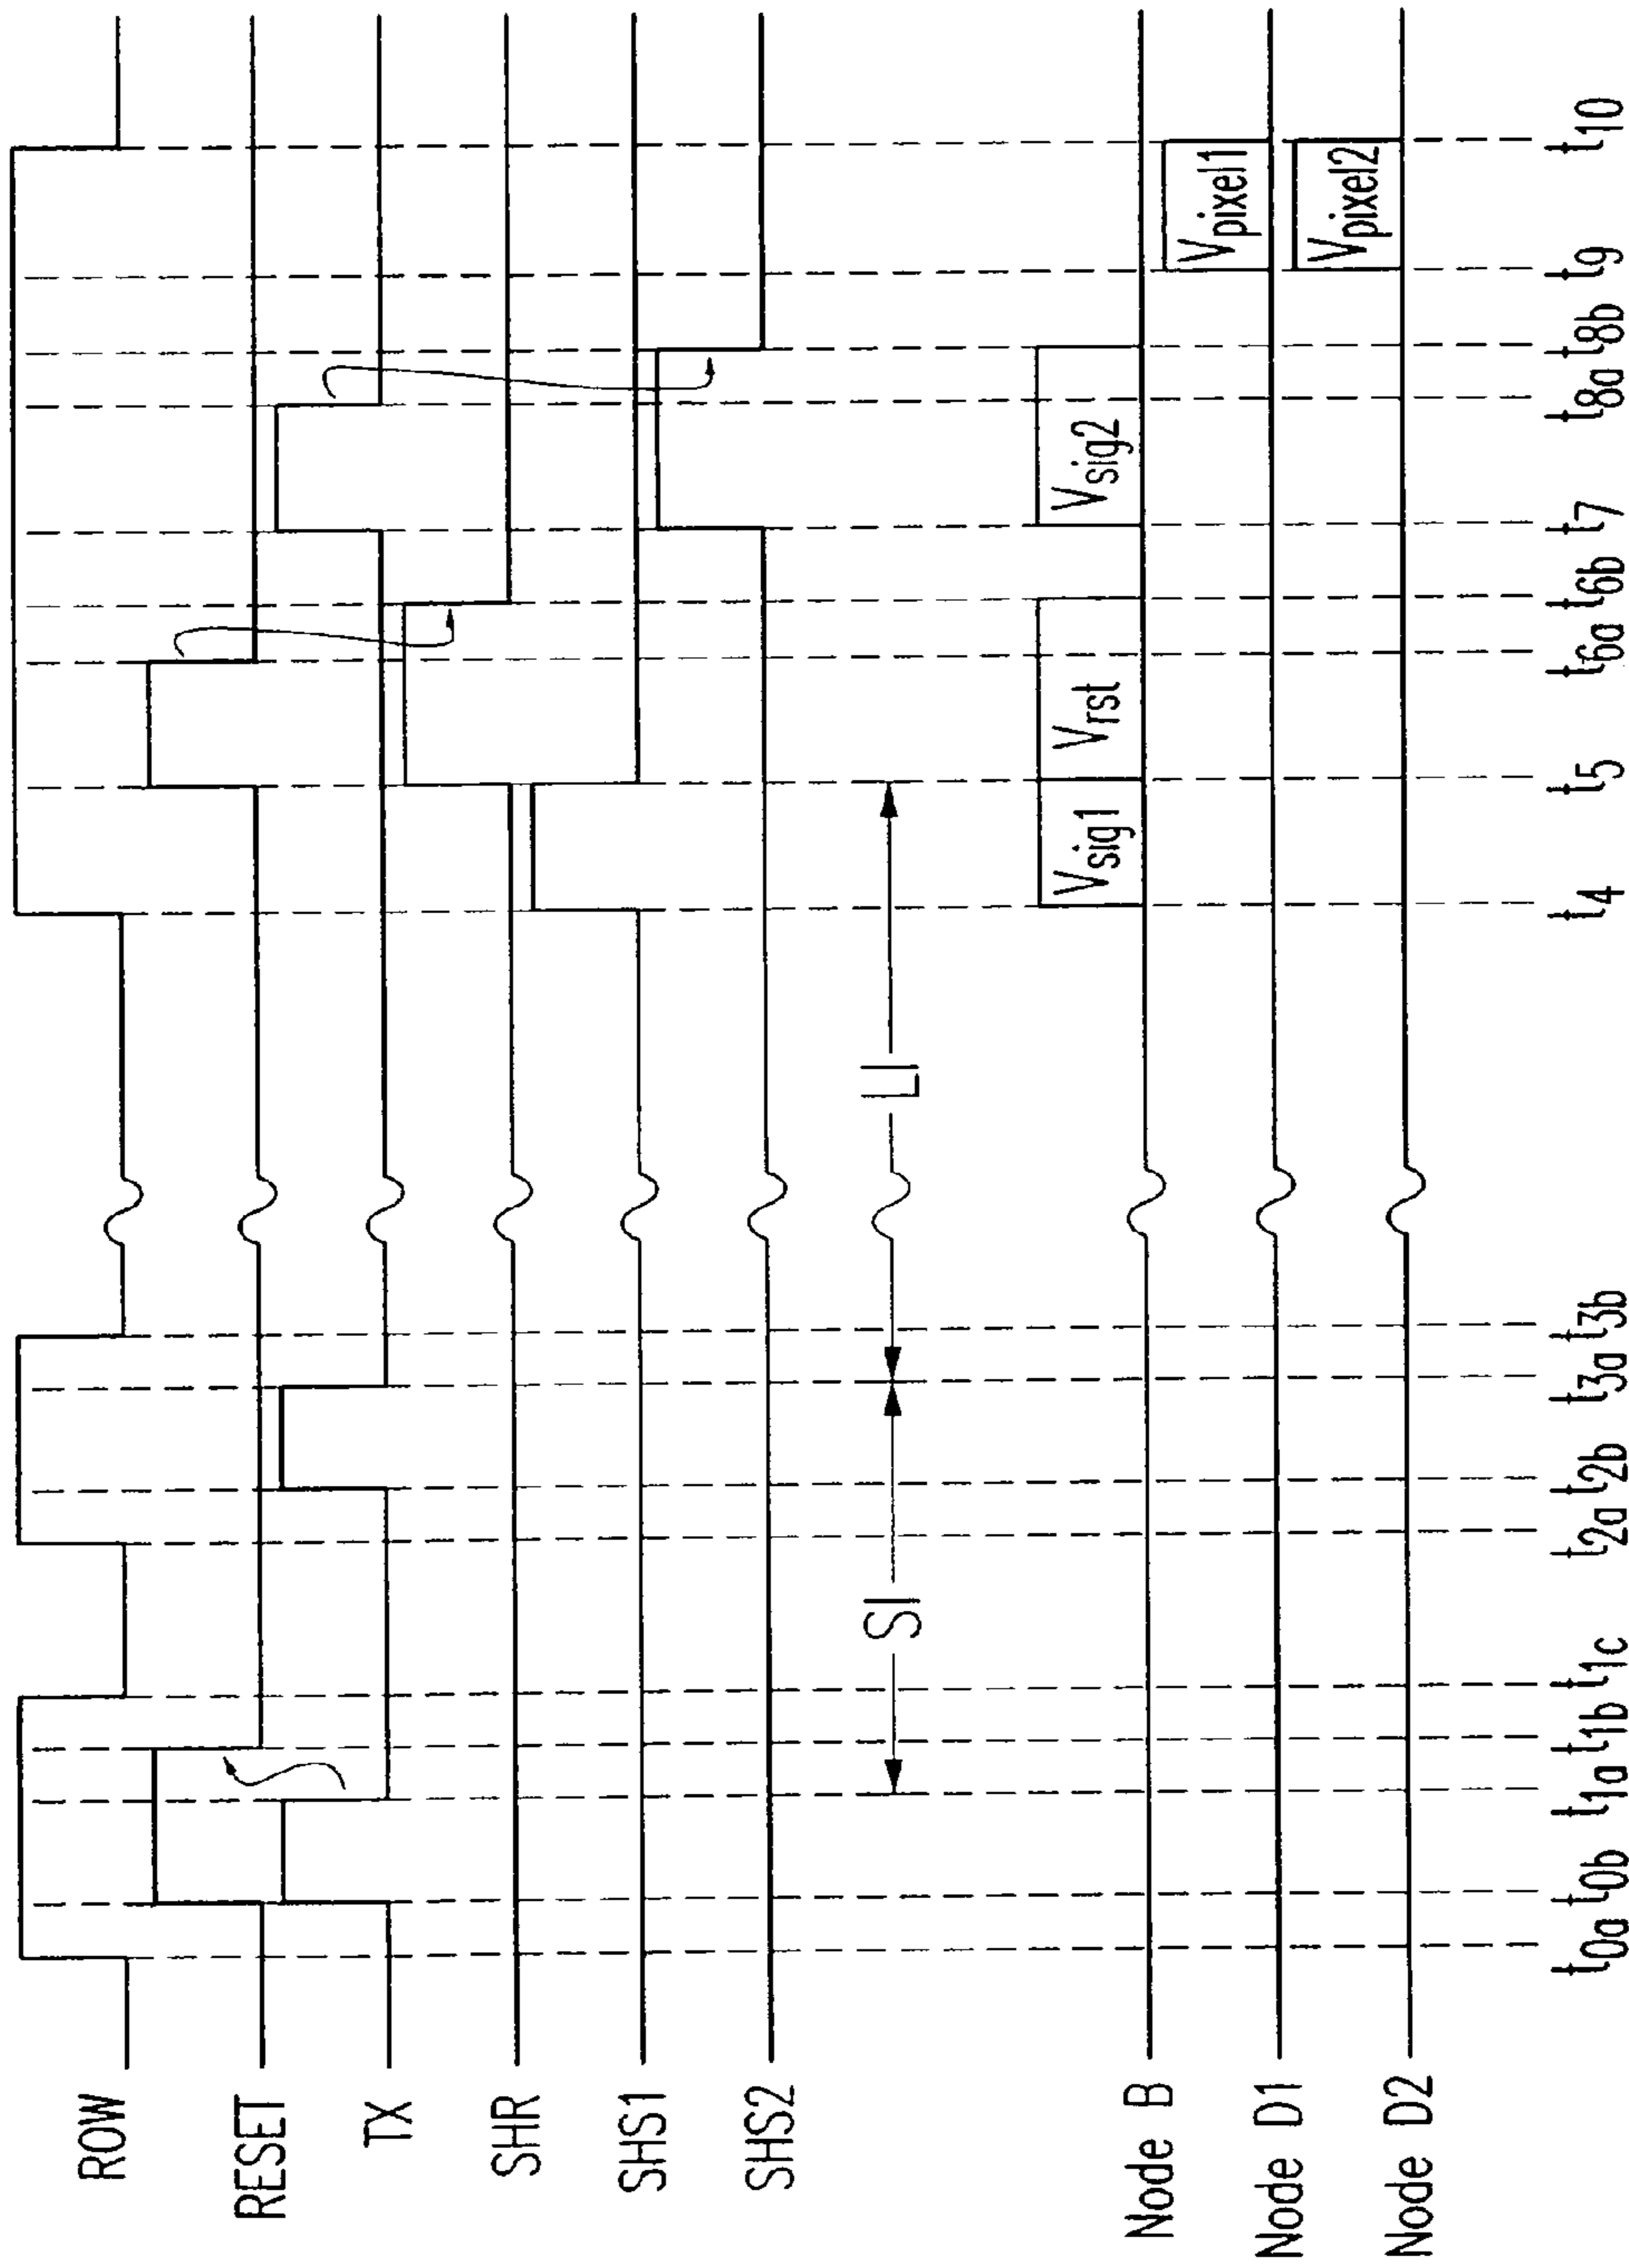 ROW
RESET
TX
SHR
SHS1
SHS2
SI
LI
Node B
Vsig1
Vrst
Vsig2
Node D1
Vpixel1
Node D2
Vpixel2
t0a t0b t1a t1b t1c t2a t2b t3a t3b t4 t5 t6a t6b t7 t8a t8b t9 t10